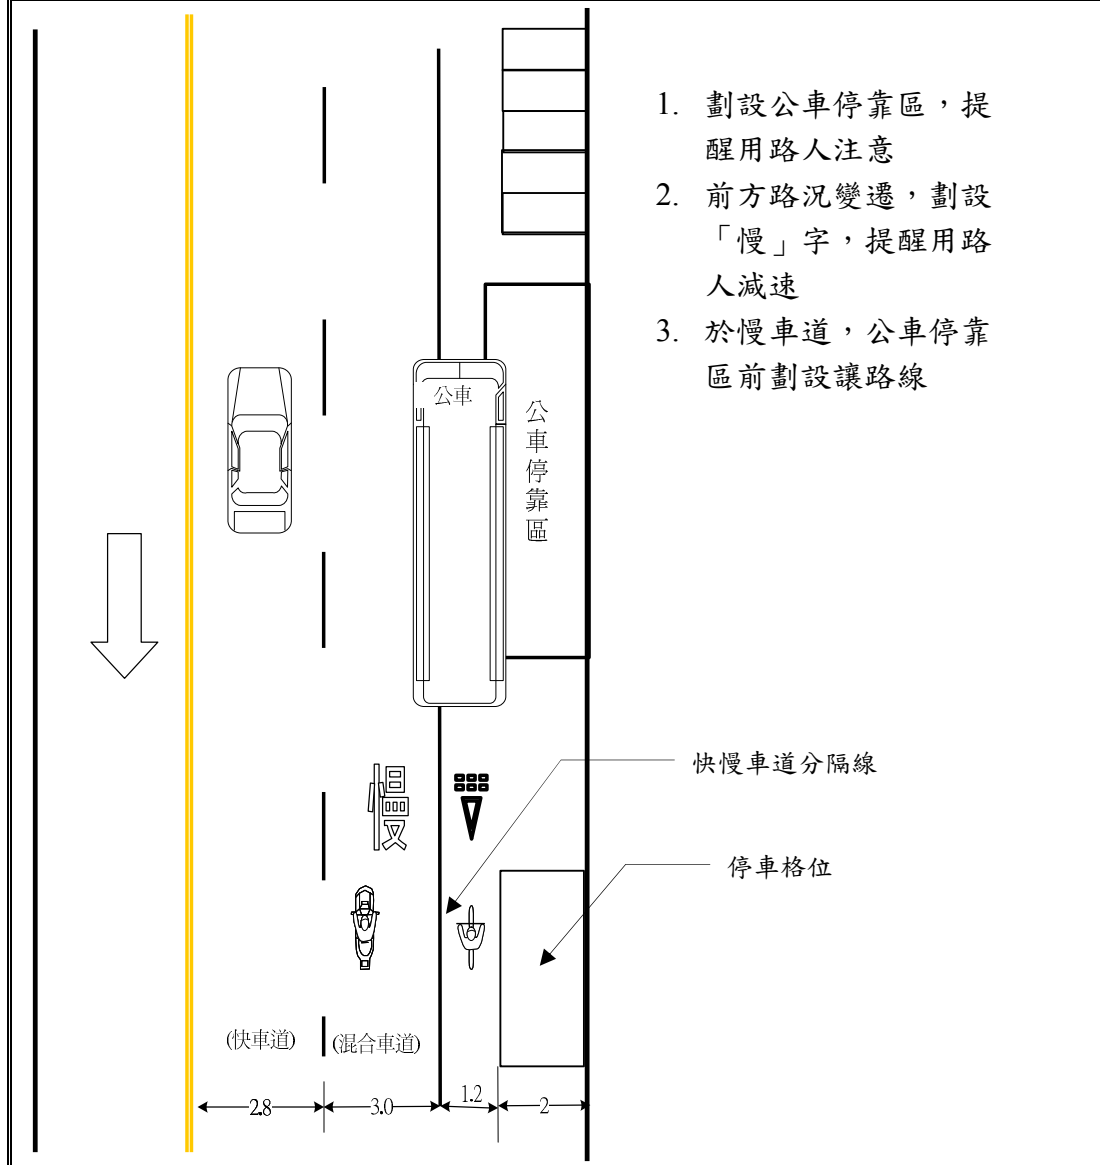 1. 劃設公車停靠區，提
醒用路人注意
2. 前方路況變遷，劃設
「慢」字，提醒用路
人減速
3. 於慢車道，公車停靠
區前劃設讓路線
公車
公車停靠區
慢
快慢車道分隔線
停車格位
(快車道)
(混合車道)
2.8
3.0
1.2
2